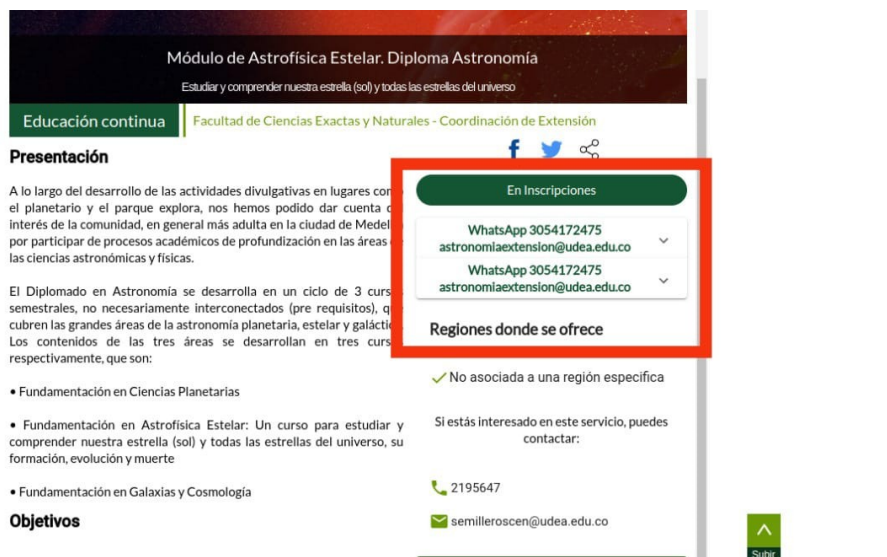 Módulo de Astrofísica Estelar. Diploma Astronomía
Estudiar y comprender nuestra estrella (sol) y todas las estrellas del universo
Educación continua
Facultad de Ciencias Exactas y Naturales - Coordinación de Extensión
Presentación
A lo largo del desarrollo de las actividades divulgativas en lugares
el planetario y el parque explora, nos hemos podido dar cuenta
interés de la comunidad, en general más adulta en la ciudad de
por participar de procesos académicos de profundización en las áreas
las ciencias astronómicas y físicas.
El Diplomado en Astronomía se desarrolla en un ciclo de 3
semestrales, no necesariamente interconectados (pre requisitos),
cubren las grandes áreas de la astronomía planetaria, estelar y
Los contenidos de las tres áreas se desarrollan en tres
respectivamente, que son:
• Fundamentación en Ciencias Planetarias
• Fundamentación en Astrofísica Estelar: Un curso para estudiar y
comprender nuestra estrella (sol) y todas las estrellas del universo, su
formación, evolución y muerte
• Fundamentación en Galaxias y Cosmología
Objetivos
En Inscripciones
WhatsApp 3054172475
astronomiaextension@udea.edu.co
WhatsApp 3054172475
astronomiaextension@udea.edu.co
Regiones donde se ofrece
No asociada a una región especifica
Si estás interesado en este servicio, puedes
contactar:
2195647
semilleroscen@udea.edu.co
Subir